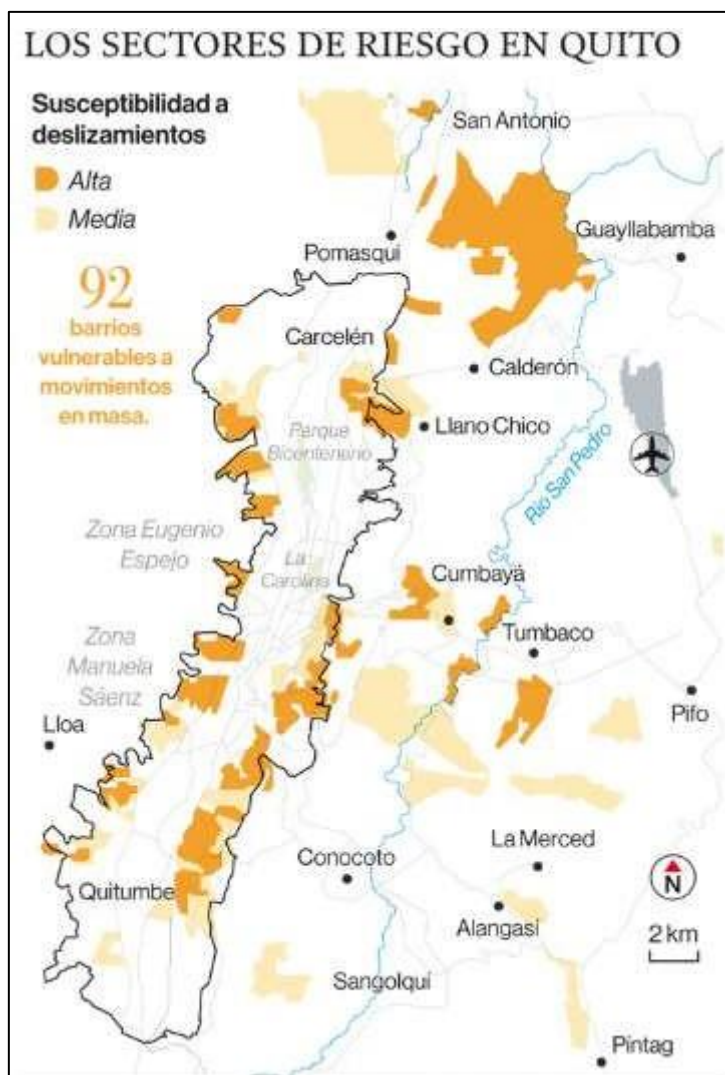 LOS SECTORES DE RIESGO EN QUITO
Susceptibilidad a
deslizamientos
Alta
Media
92
barrios
vulnerables a
movimientos
en masa.
San Antonio
Guayllabamba
Pomasqui
Carcelén
Calderón
Parque
Bicentenario
Llano Chico
Río San Pedro
Zona Eugenio
Espejo
La
Carolina
Cumbayá
Zona
Manuela
Sáenz
Tumbaco
Lloa
Pifo
La Merced
Conocoto
Quitumbe
Alangasí
N
2 km
Sangolquí
Píntag